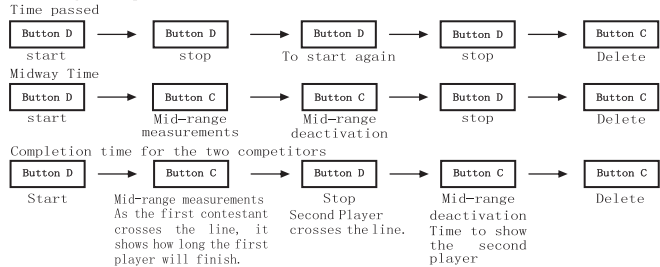 Time passed
Button D Button D Button D Button D Button C
start stop To start again stop Delete
Midway Time
Button D Button C Button C Button D Button C
start Mid-range measurements Mid-range deactivation stop Delete
Completion time for the two competitors
Button D Button C Button D Button C Button C
Start Mid-range measurements Stop Mid-range Delete
As the first contestant Second Player deactivation
crosses the line, it crosses the line. Time to show
shows how long the first the second
player will finish. player